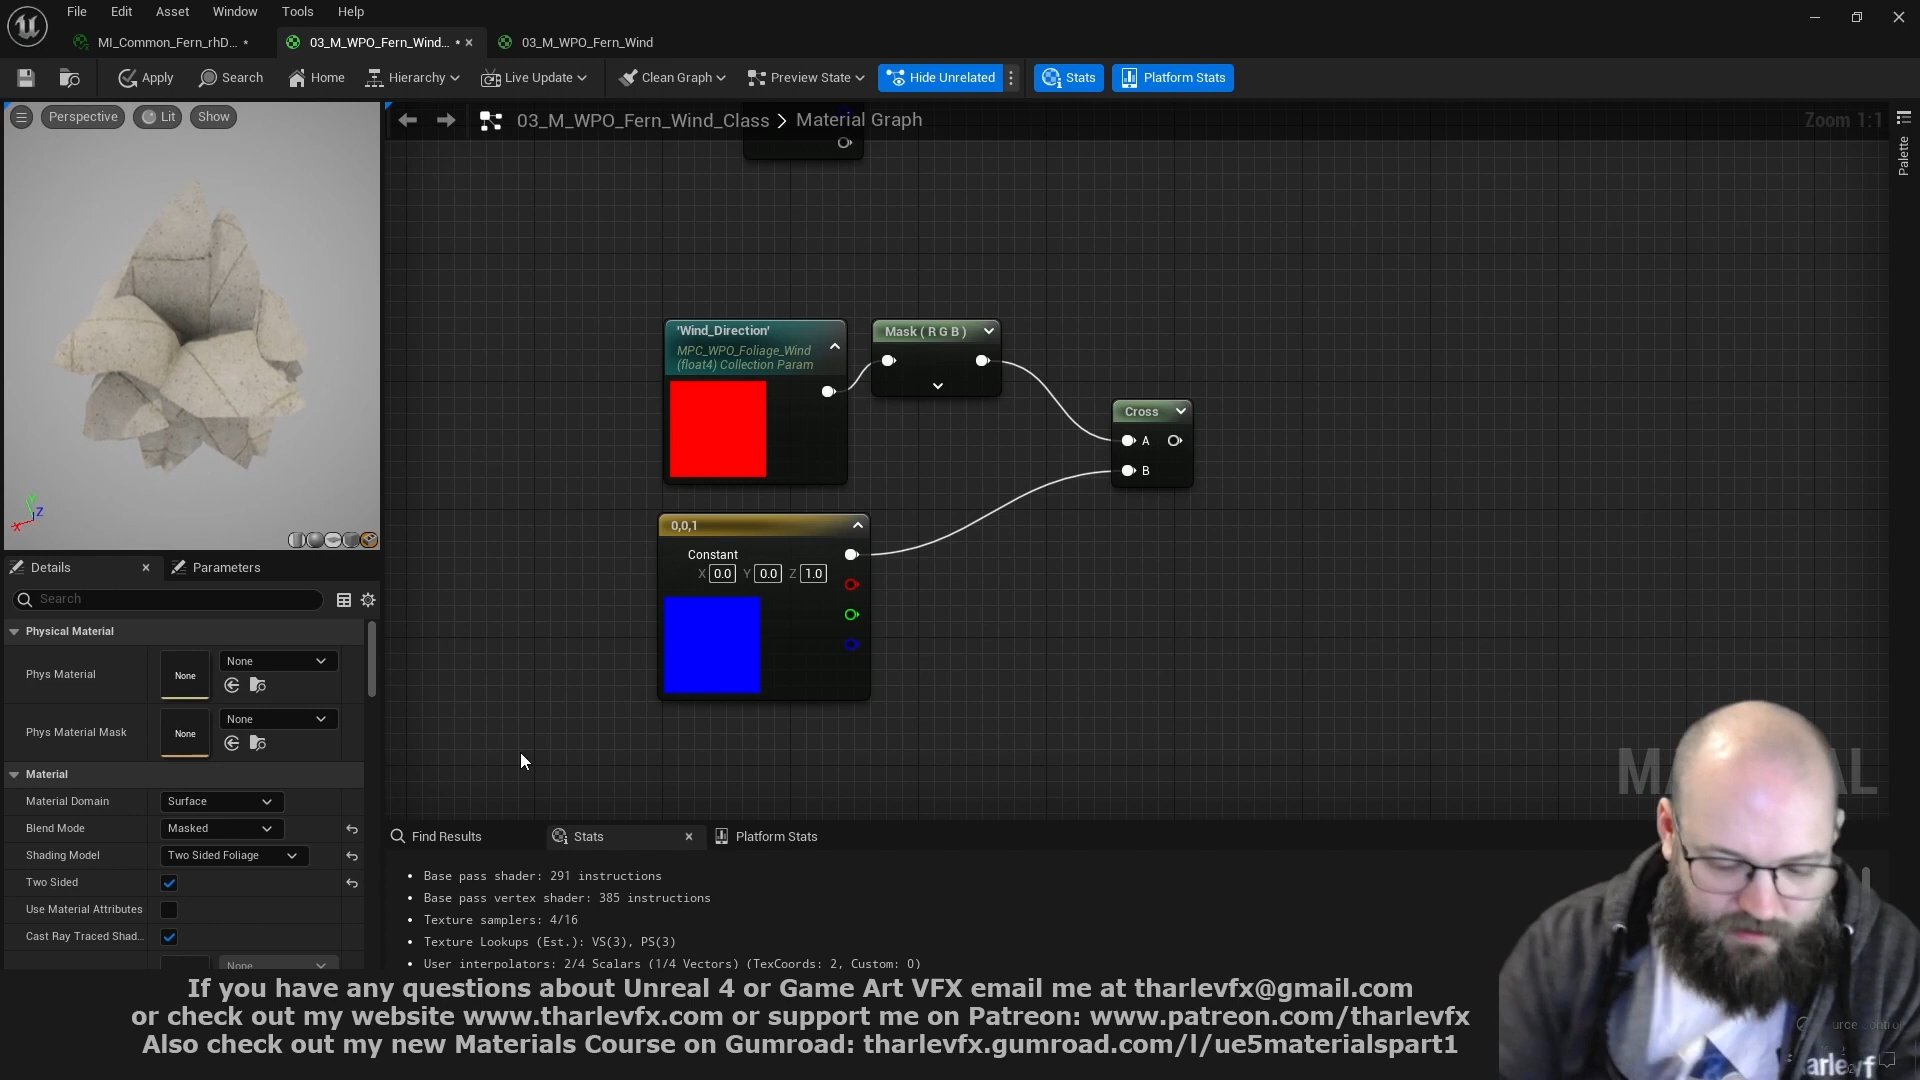 File Edit Asset Window Tools Help
MI_Common_Fern_rhD... • 03_M_WPO_Fern_Wind... • 03_M_WPO_Fern_Wind
Apply Search Home Hierarchy Live Update Clean Graph Preview State Hide Unrelated Stats Platform Stats
Perspective Lit Show
03_M_WPO_Fern_Wind_Class > Material Graph
Zoom 1:1
Palette
'Wind_Direction'
MPC_WPO_Foliage_Wind
(float4) Collection Param
Mask ( R G B )
Cross
A
B
0,0,1
Constant
X 0.0 Y 0.0 Z 1.0
X Y Z
Details Parameters
Search
Physical Material
Phys Material None None
Phys Material Mask None None
Material
Material Domain Surface
Blend Mode Masked
Shading Model Two Sided Foliage
Two Sided
Use Material Attributes
Cast Ray Traced Shad...
None
Find Results Stats Platform Stats
• Base pass shader: 291 instructions
• Base pass vertex shader: 385 instructions
• Texture samplers: 4/16
• Texture Lookups (Est.): VS(3), PS(3)
• User interpolators: 2/4 Scalars (1/4 Vectors) (TexCoords: 2, Custom: 0)
If you have any questions about Unreal 4 or Game Art VFX email me at tharlevfx@gmail.com
or check out my website www.tharlevfx.com or support me on Patreon: www.patreon.com/tharlevfx
Also check out my new Materials Course on Gumroad: tharlevfx.gumroad.com/l/ue5materialspart1